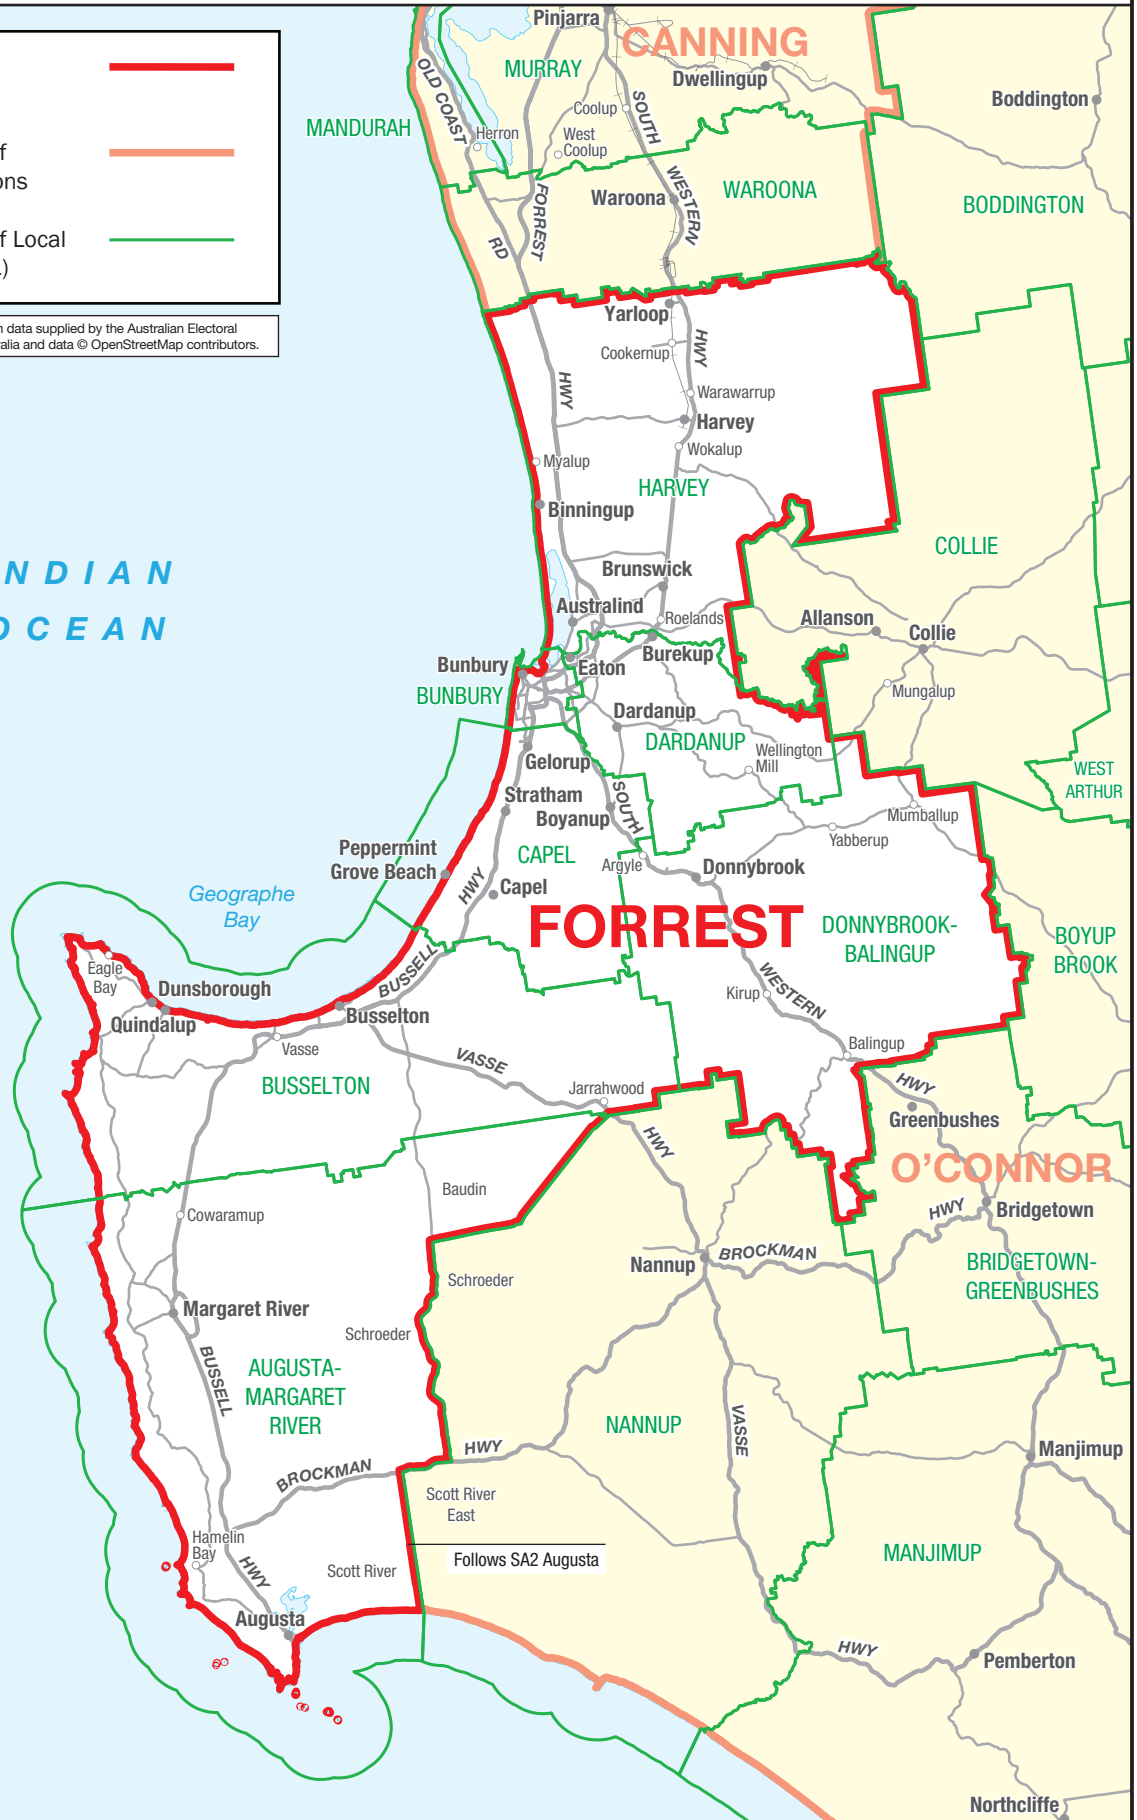 f
ons
f Local
.)
n data supplied by the Australian Electoral
alia and data © OpenStreetMap contributors.
Pinjarra
CANNING
MURRAY
Dwellingup
Boddington
OLD COAST
RD
MANDURAH
Herron
Coolup
West
Coolup
SOUTH
WESTERN
HWY
FORREST
HWY
Waroona
WAROONA
BODDINGTON
Yarloop
Cookernup
Warawarrup
Harvey
Wokalup
Myalup
HARVEY
Binningup
COLLIE
NDIAN
OCEAN
Brunswick
Australind
Roelands
Allanson
Collie
Bunbury
Eaton
Burekup
BUNBURY
Mungalup
Dardanup
DARDANUP
Wellington
Mill
Gelorup
WEST
ARTHUR
Stratham
Boyanup
SOUTH
Mumballup
Yabberup
Peppermint
Grove Beach
CAPEL
Argyle
Donnybrook
HWY
Capel
Geographe
Bay
FORREST
DONNYBROOK-
BALINGUP
BOYUP
BROOK
Eagle
Bay
Dunsborough
BUSSELL
Kirup
WESTERN
Quindalup
Busselton
Vasse
VASSE
Balingup
BUSSELTON
Jarrahwood
HWY
Greenbushes
HWY
O'CONNOR
Baudin
Cowaramup
HWY
Bridgetown
Nannup
BROCKMAN
BRIDGETOWN-
GREENBUSHES
Schroeder
Margaret River
Schroeder
BUSSELL
AUGUSTA-
MARGARET
RIVER
NANNUP
VASSE
BROCKMAN
HWY
Manjimup
Scott River
East
Hamelin
Bay
HWY
Scott River
Follows SA2 Augusta
MANJIMUP
Augusta
HWY
Pemberton
Northcliffe